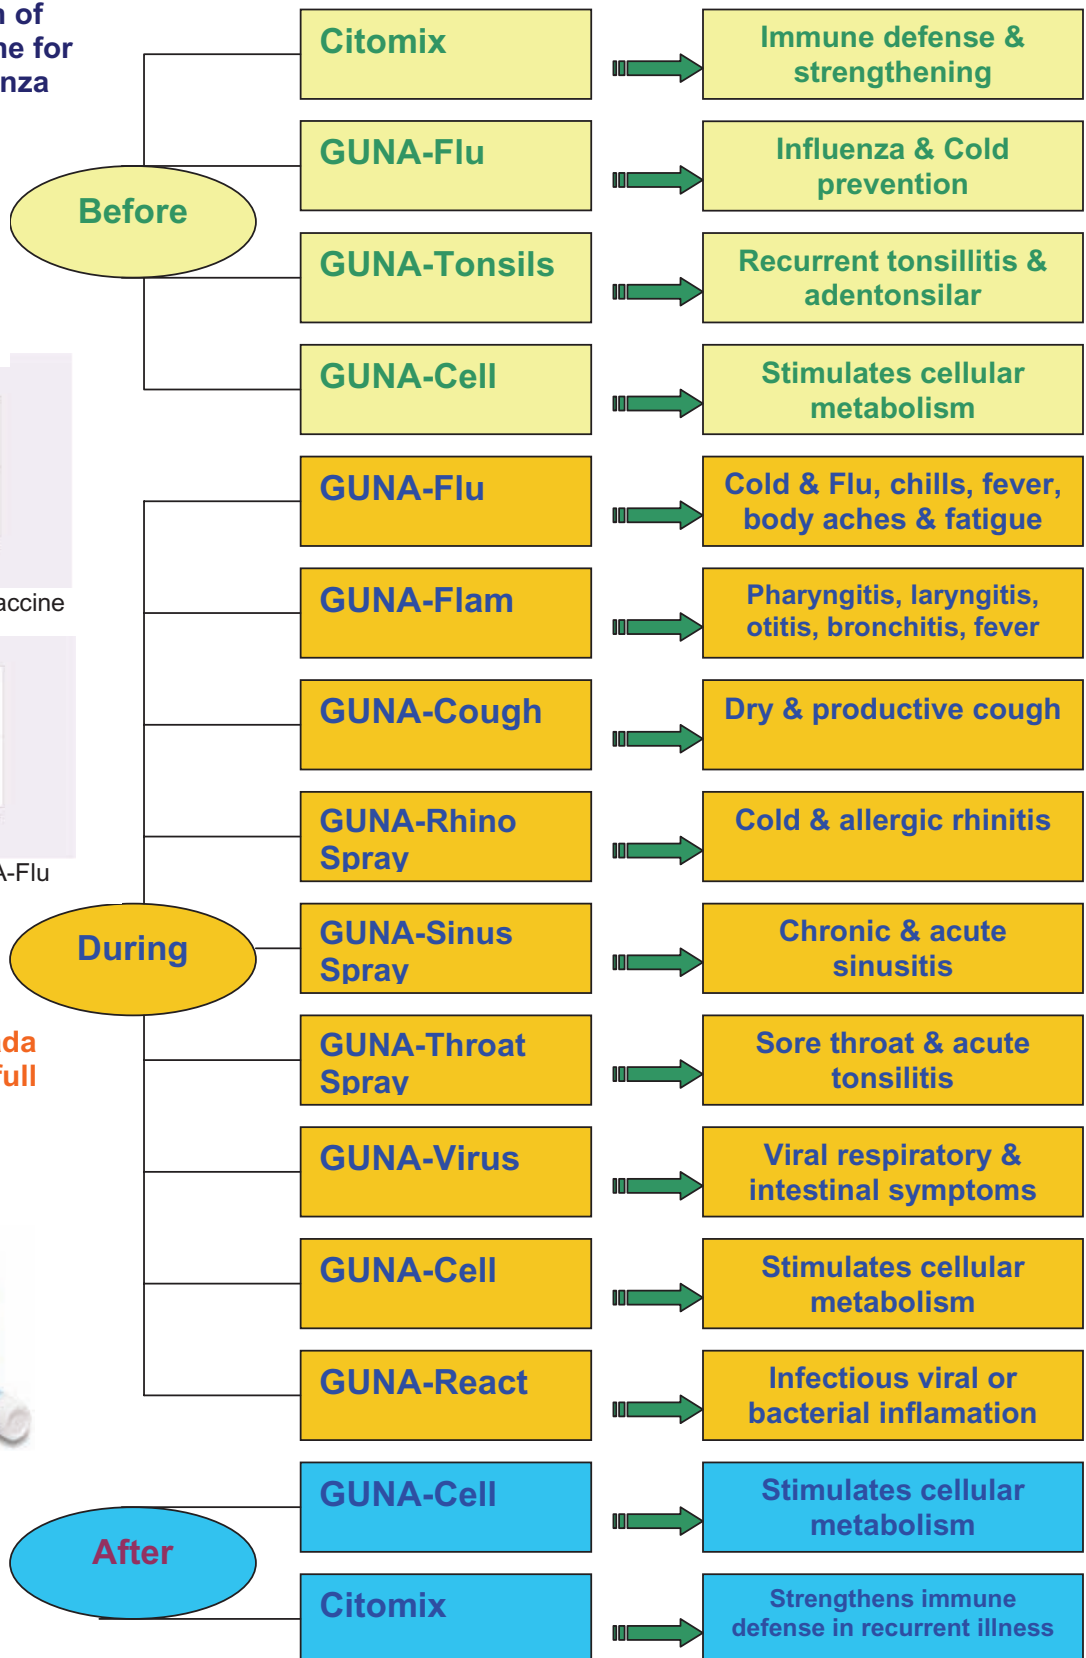 n of
ne for
nza
Before
Citomix
Immune defense &
strengthening
GUNA-Flu
Influenza & Cold
prevention
GUNA-Tonsils
Recurrent tonsillitis &
adentonsilar
GUNA-Cell
Stimulates cellular
metabolism
accine
A-Flu
During
ada
full
GUNA-Flu
Cold & Flu, chills, fever,
body aches & fatigue
GUNA-Flam
Pharyngitis, laryngitis,
otitis, bronchitis, fever
GUNA-Cough
Dry & productive cough
GUNA-Rhino
Spray
Cold & allergic rhinitis
GUNA-Sinus
Spray
Chronic & acute
sinusitis
GUNA-Throat
Spray
Sore throat & acute
tonsilitis
GUNA-Virus
Viral respiratory &
intestinal symptoms
GUNA-Cell
Stimulates cellular
metabolism
GUNA-React
Infectious viral or
bacterial inflamation
After
GUNA-Cell
Stimulates cellular
metabolism
Citomix
Strengthens immune
defense in recurrent illness